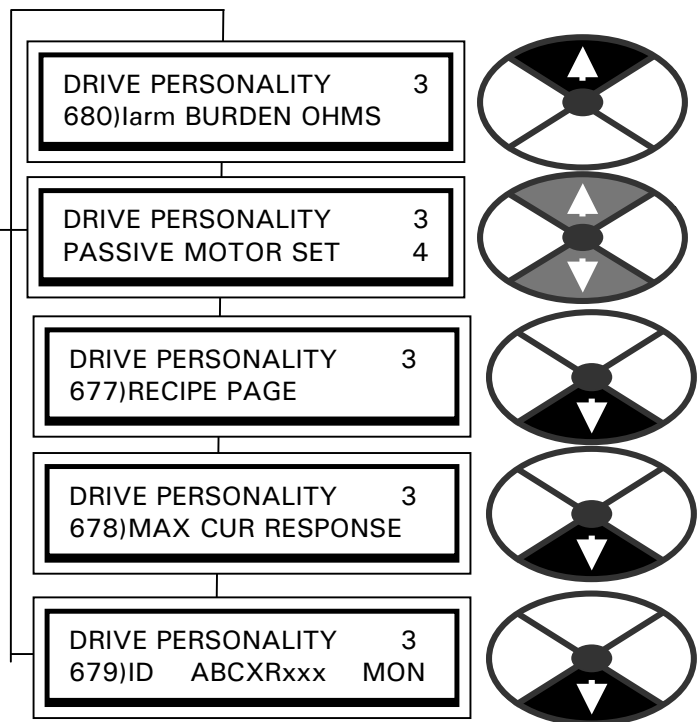 DRIVE PERSONALITY 3
680)Iarm BURDEN OHMS
DRIVE PERSONALITY 3
PASSIVE MOTOR SET 4
DRIVE PERSONALITY 3
677)RECIPE PAGE
DRIVE PERSONALITY 3
678)MAX CUR RESPONSE
DRIVE PERSONALITY 3
679)ID ABCXRxxx MON